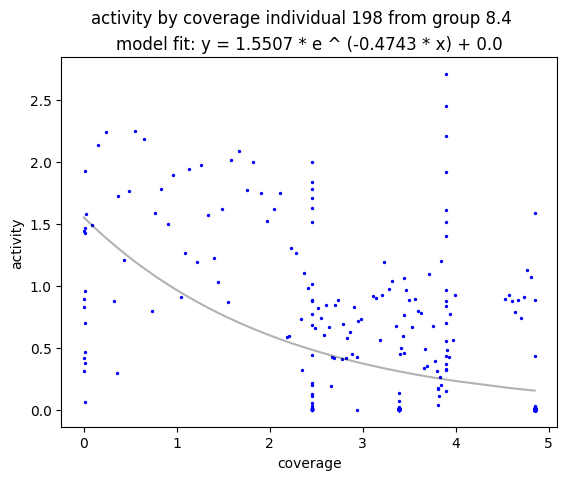 activity by coverage individual 198 from group 8.4
model fit: y = 1.5507 * e ^ (-0.4743 * x) + 0.0
2.5
2.0
1.5
1.0
0.5
0.0
activity
0 1 2 3 4 5
coverage